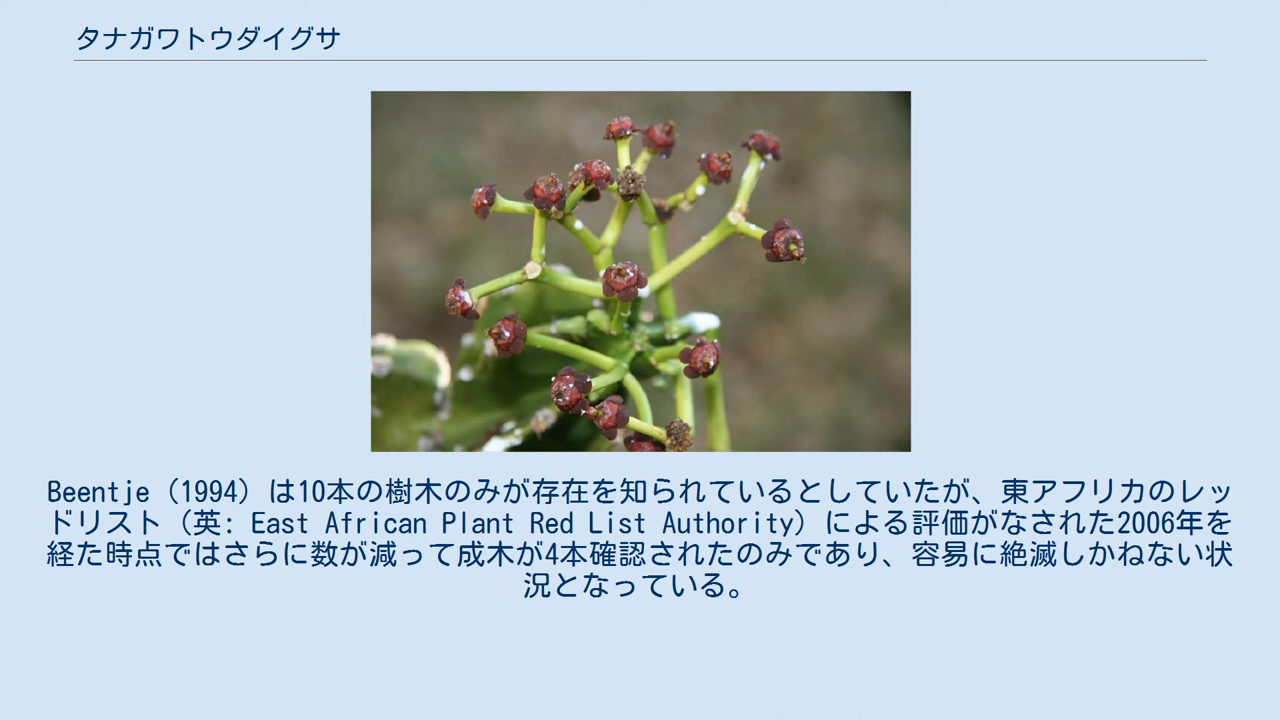 タナガワトウダイグサ
Beentje（1994）は10本の樹木のみが存在を知られているとしていたが、東アフリカのレッ
ドリスト（英: East African Plant Red List Authority）による評価がなされた2006年を
経た時点ではさらに数が減って成木が4本確認されたのみであり、容易に絶滅しかねない状
況となっている。